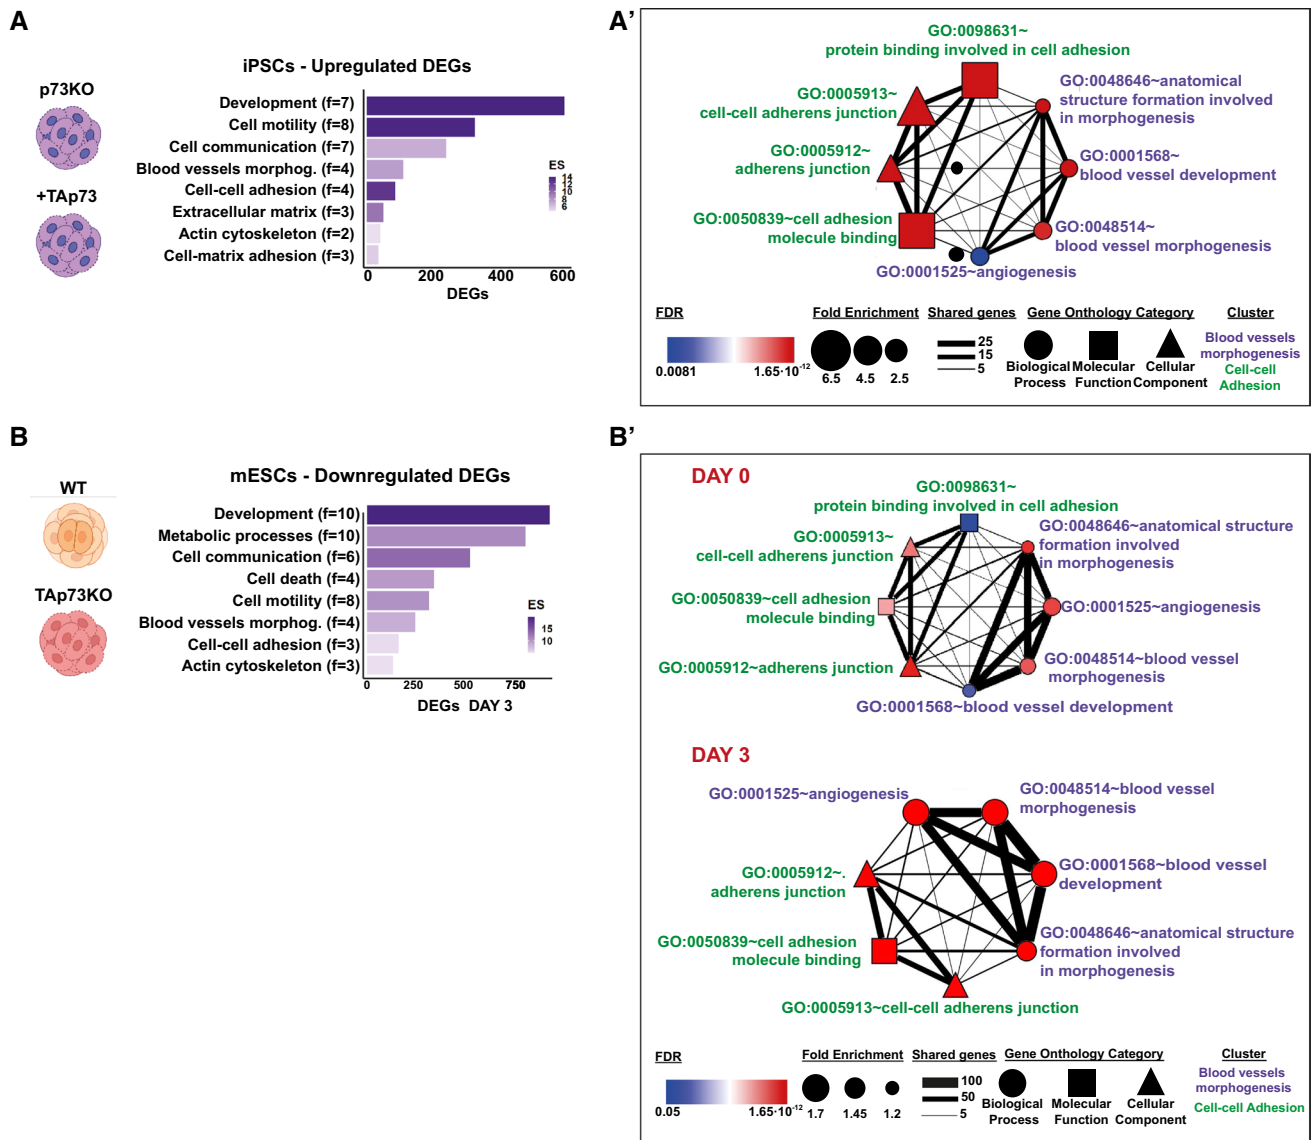 A
iPSCs - Upregulated DEGs
p73KO
+TAp73
Development (f=7)
Cell motility (f=8)
Cell communication (f=7)
Blood vessels morphog. (f=4)
Cell-cell adhesion (f=4)
Extracellular matrix (f=3)
Actin cytoskeleton (f=2)
Cell-matrix adhesion (f=3)
0
200
400
600
DEGs
ES
14
12
10
8
6
A'
GO:0098631~
protein binding involved in cell adhesion
GO:0005913~
cell-cell adherens junction
GO:0005912~
adherens junction
GO:0050839~cell adhesion
molecule binding
GO:0001525~angiogenesis
GO:0048646~anatomical
structure formation involved
in morphogenesis
GO:0001568~
blood vessel development
GO:0048514~
blood vessel morphogenesis
FDR
0.0081
1.65·10-12
Fold Enrichment
6.5
4.5
2.5
Shared genes
25
15
5
Gene Onthology Category
Biological
Process
Molecular
Function
Cellular
Component
Cluster
Blood vessels
morphogenesis
Cell-cell
Adhesion
B
mESCs - Downregulated DEGs
WT
TAp73KO
Development (f=10)
Metabolic processes (f=10)
Cell communication (f=6)
Cell death (f=4)
Cell motility (f=8)
Blood vessels morphog. (f=4)
Cell-cell adhesion (f=3)
Actin cytoskeleton (f=3)
0
250
500
750
DEGs DAY 3
ES
15
10
B'
DAY 0
GO:0098631~
protein binding involved in cell adhesion
GO:0005913~
cell-cell adherens junction
GO:0050839~cell adhesion
molecule binding
GO:0005912~adherens junction
GO:0001568~blood vessel development
GO:0048646~anatomical structure
formation involved
in morphogenesis
GO:0001525~angiogenesis
GO:0048514~blood vessel
morphogenesis
DAY 3
GO:0001525~angiogenesis
GO:0048514~blood vessel
morphogenesis
GO:0005912~.
adherens junction
GO:0001568~blood vessel
development
GO:0050839~cell adhesion
molecule binding
GO:0048646~anatomical structure
formation involved
in morphogenesis
GO:0005913~cell-cell adherens junction
FDR
0.05
1.65·10-12
Fold Enrichment
1.7
1.45
1.2
Shared genes
100
50
5
Gene Onthology Category
Biological
Process
Molecular
Function
Cellular
Component
Cluster
Blood vessels
morphogenesis
Cell-cell Adhesion